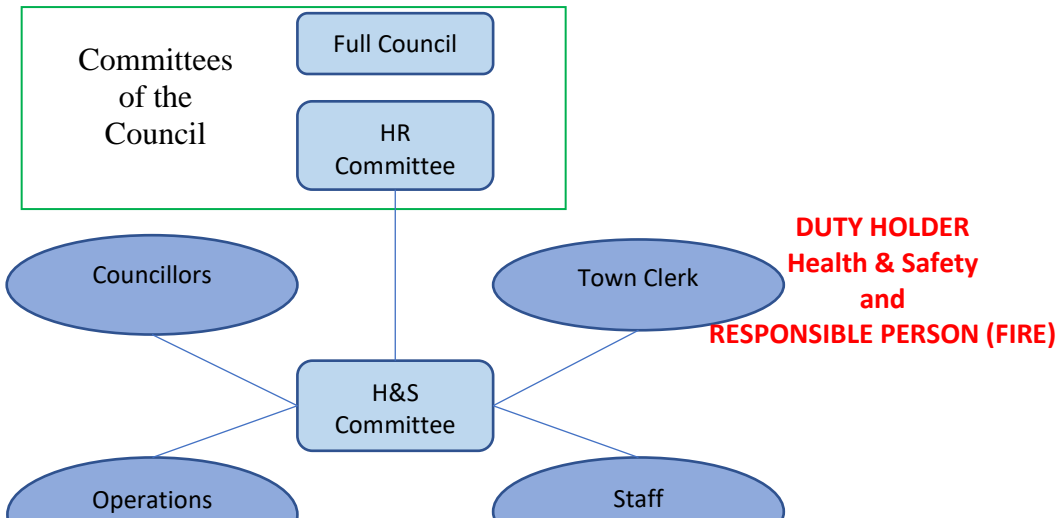 Committees
of the
Council
Full Council
HR
Committee
Councillors
Town Clerk
DUTY HOLDER
Health & Safety
and
RESPONSIBLE PERSON (FIRE)
H&S
Committee
Operations
Staff